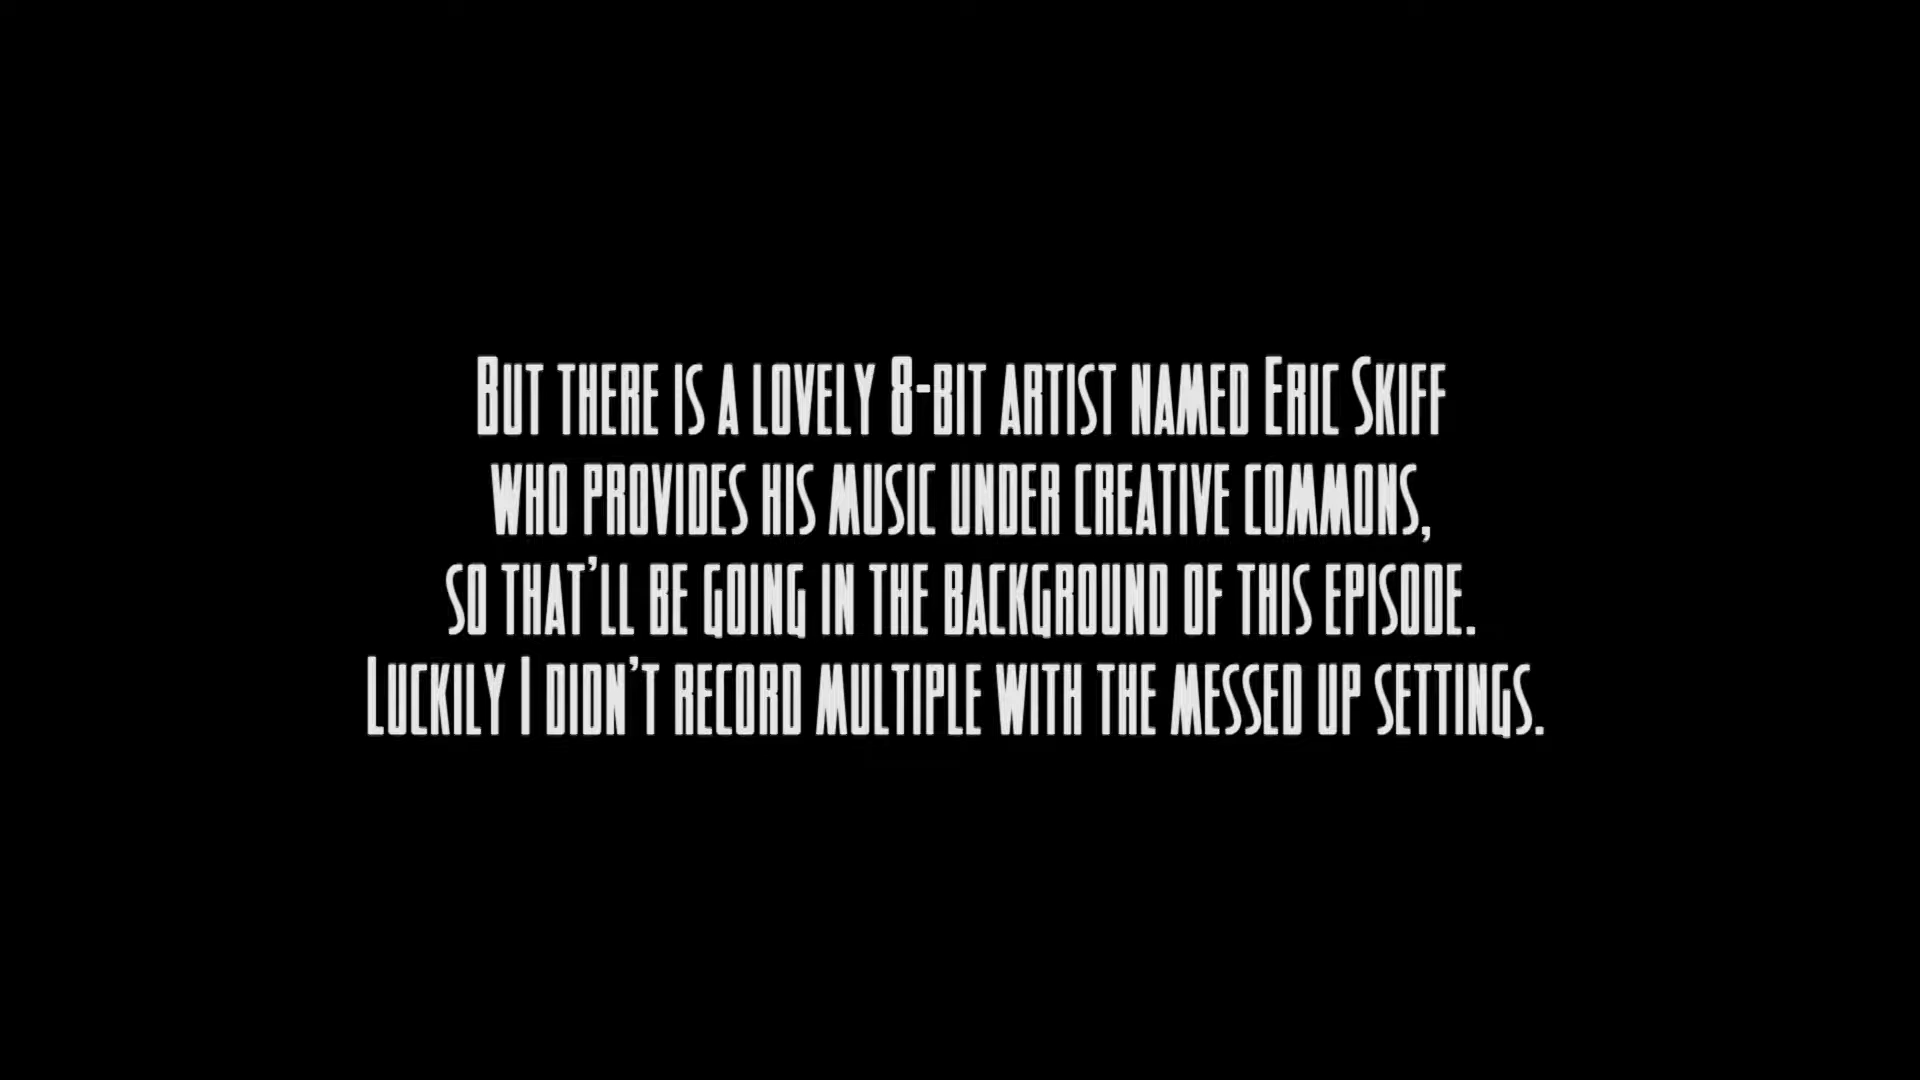 But there is a lovely 8-bit artist named Eric Skiff
who provides his music under creative commons,
so that'll be going in the background of this episode.
Luckily I didn't record multiple with the messed up settings.